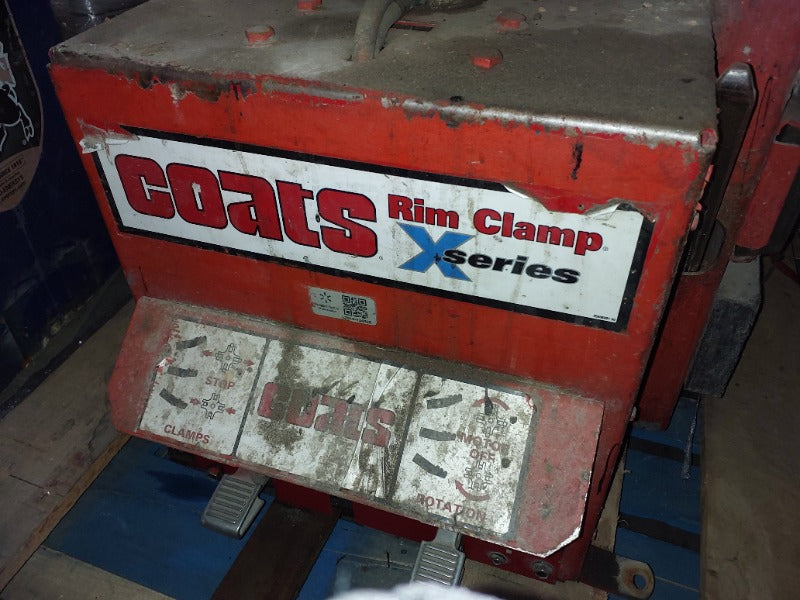 coats
Rim Clamp
X series
STOP
CLAMPS
coats
MOTOR
OFF
ROTATION